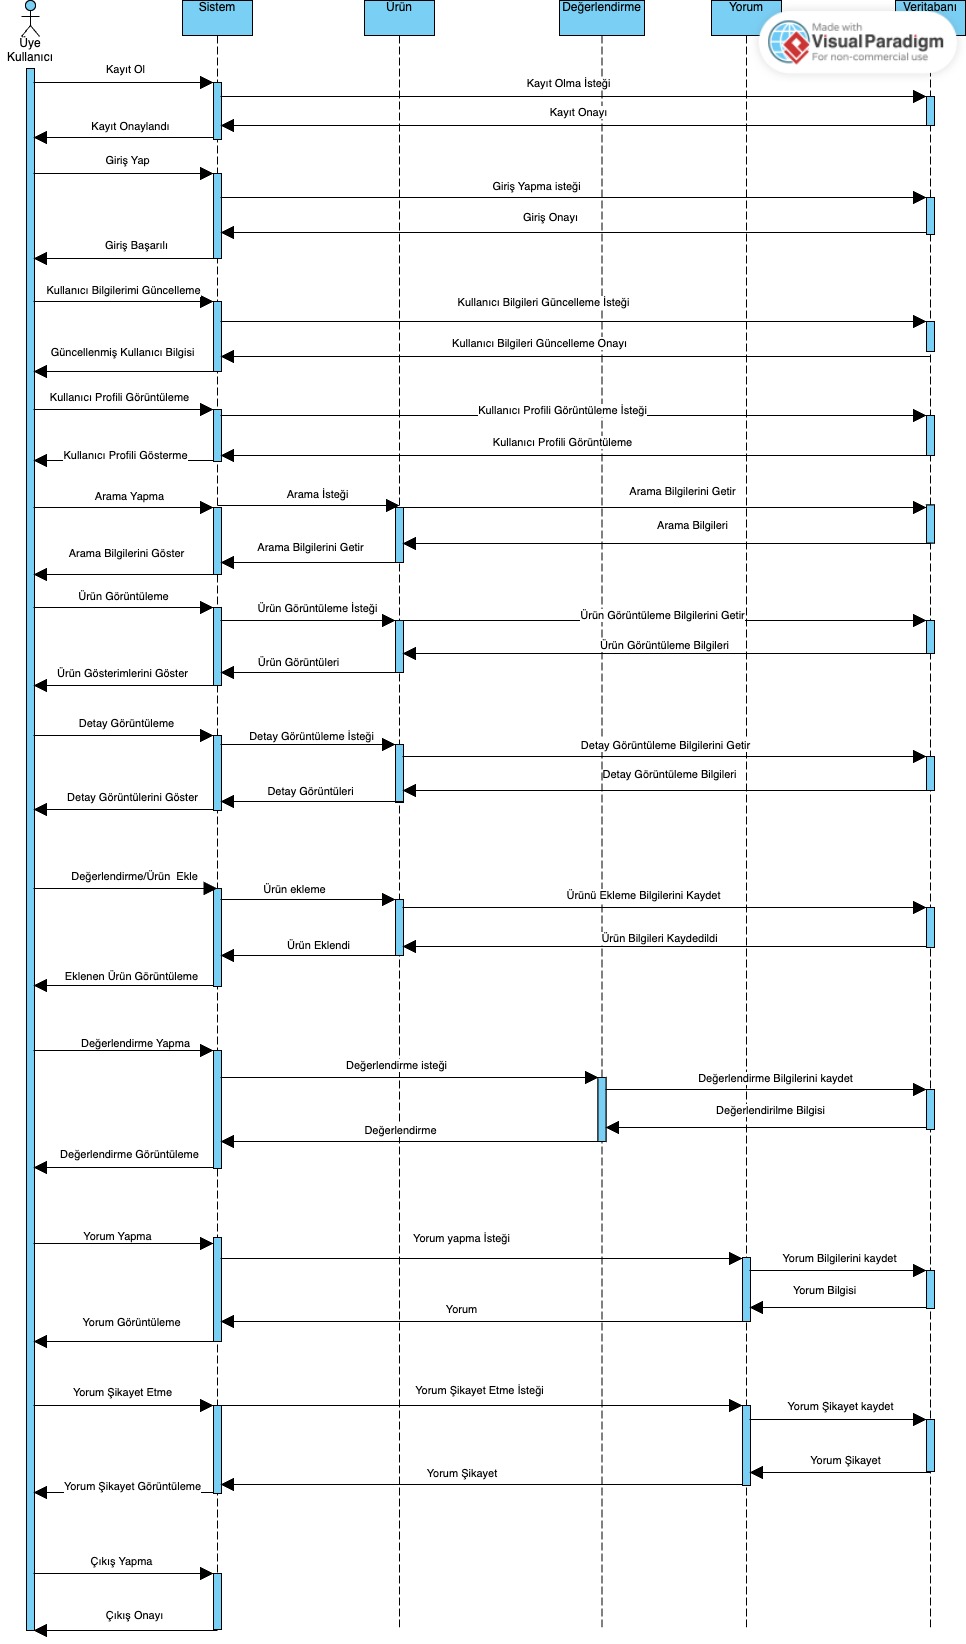 Sistem
Ürün
Değerlendirme
Yorum
Veritabanı
Made with
VisualParadigm
For non-commercial use
Üye
Kullanıcı
Kayıt Ol
Kayıt Olma İsteği
Kayıt Onayı
Kayıt Onaylandı
Giriş Yap
Giriş Yapma isteği
Giriş Onayı
Giriş Başarılı
Kullanıcı Bilgilerimi Güncelleme
Kullanıcı Bilgileri Güncelleme İsteği
Kullanıcı Bilgileri Güncelleme Onayı
Güncellenmiş Kullanıcı Bilgisi
Kullanıcı Profili Görüntüleme
Kullanıcı Profili Görüntüleme İsteği
Kullanıcı Profili Görüntüleme
Kullanıcı Profili Gösterme
Arama Yapma
Arama İsteği
Arama Bilgilerini Getir
Arama Bilgileri
Arama Bilgilerini Getir
Arama Bilgilerini Göster
Ürün Görüntüleme
Ürün Görüntüleme İsteği
Ürün Görüntüleme Bilgilerini Getir
Ürün Görüntüleme Bilgileri
Ürün Görüntüleri
Ürün Gösterimlerini Göster
Detay Görüntüleme
Detay Görüntüleme İsteği
Detay Görüntüleme Bilgilerini Getir
Detay Görüntüleme Bilgileri
Detay Görüntüleri
Detay Görüntülerini Göster
Değerlendirme/Ürün Ekle
Ürün ekleme
Ürünü Ekleme Bilgilerini Kaydet
Ürün Bilgileri Kaydedildi
Ürün Eklendi
Eklenen Ürün Görüntüleme
Değerlendirme Yapma
Değerlendirme isteği
Değerlendirme Bilgilerini kaydet
Değerlendirilme Bilgisi
Değerlendirme
Değerlendirme Görüntüleme
Yorum Yapma
Yorum yapma İsteği
Yorum Bilgilerini kaydet
Yorum Bilgisi
Yorum
Yorum Görüntüleme
Yorum Şikayet Etme
Yorum Şikayet Etme İsteği
Yorum Şikayet kaydet
Yorum Şikayet
Yorum Şikayet
Yorum Şikayet Görüntüleme
Çıkış Yapma
Çıkış Onayı